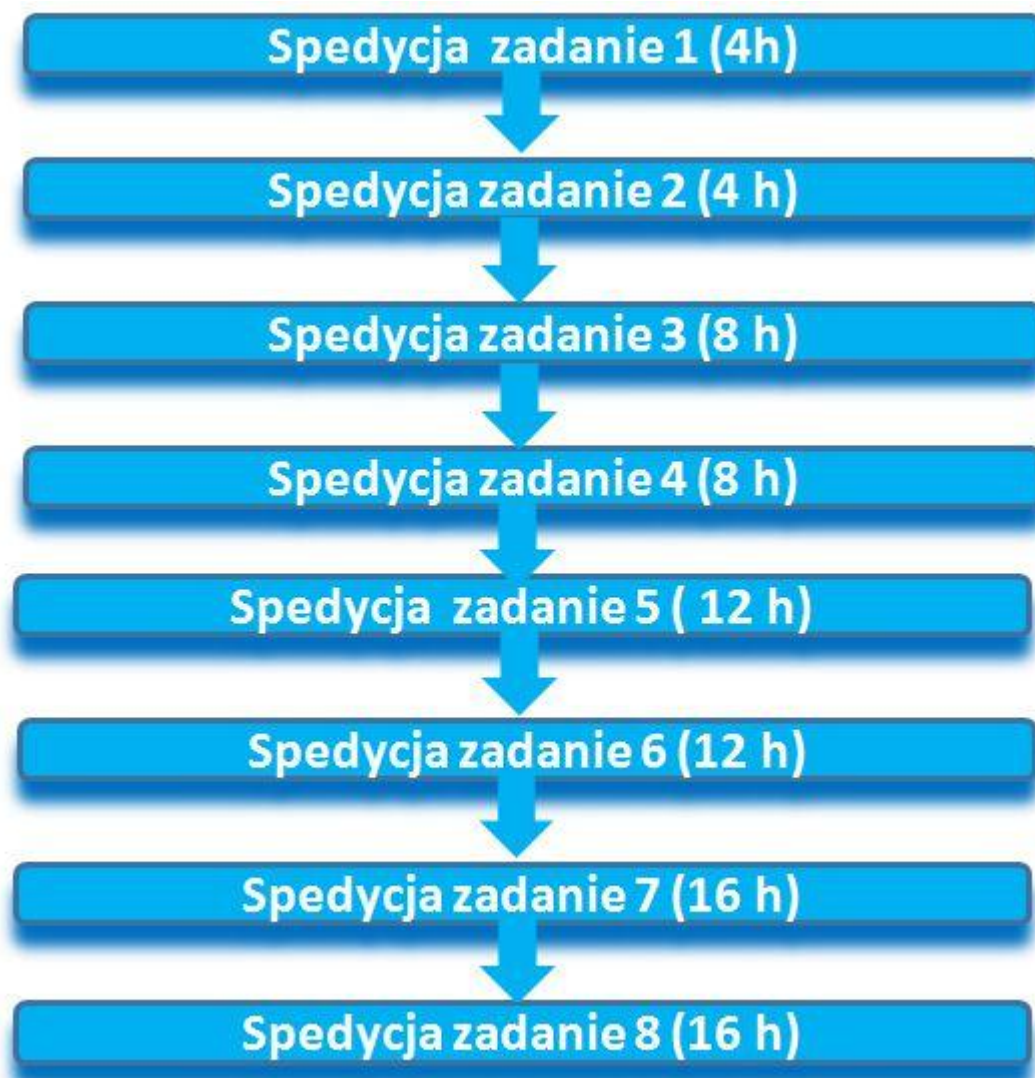 Spedycja zadanie 1 (4h)
Spedycja zadanie 2 (4 h)
Spedycja zadanie 3 (8 h)
Spedycja zadanie 4 (8 h)
Spedycja zadanie 5 ( 12 h)
Spedycja zadanie 6 (12 h)
Spedycja zadanie 7 (16 h)
Spedycja zadanie 8 (16 h)